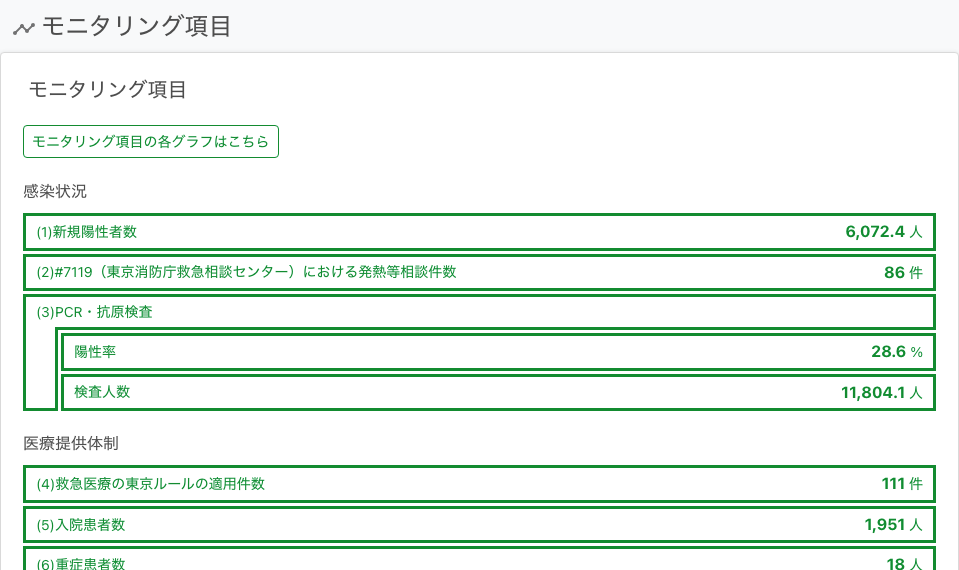 モニタリング項目
モニタリング項目
モニタリング項目の各グラフはこちら
感染状況
(1)新規陽性者数 6,072.4 人
(2)#7119（東京消防庁救急相談センター）における発熱等相談件数 86 件
(3)PCR・抗原検査
陽性率 28.6 %
検査人数 11,804.1 人
医療提供体制
(4)救急医療の東京ルールの適用件数 111 件
(5)入院患者数 1,951 人
(6)重症患者数 18 人